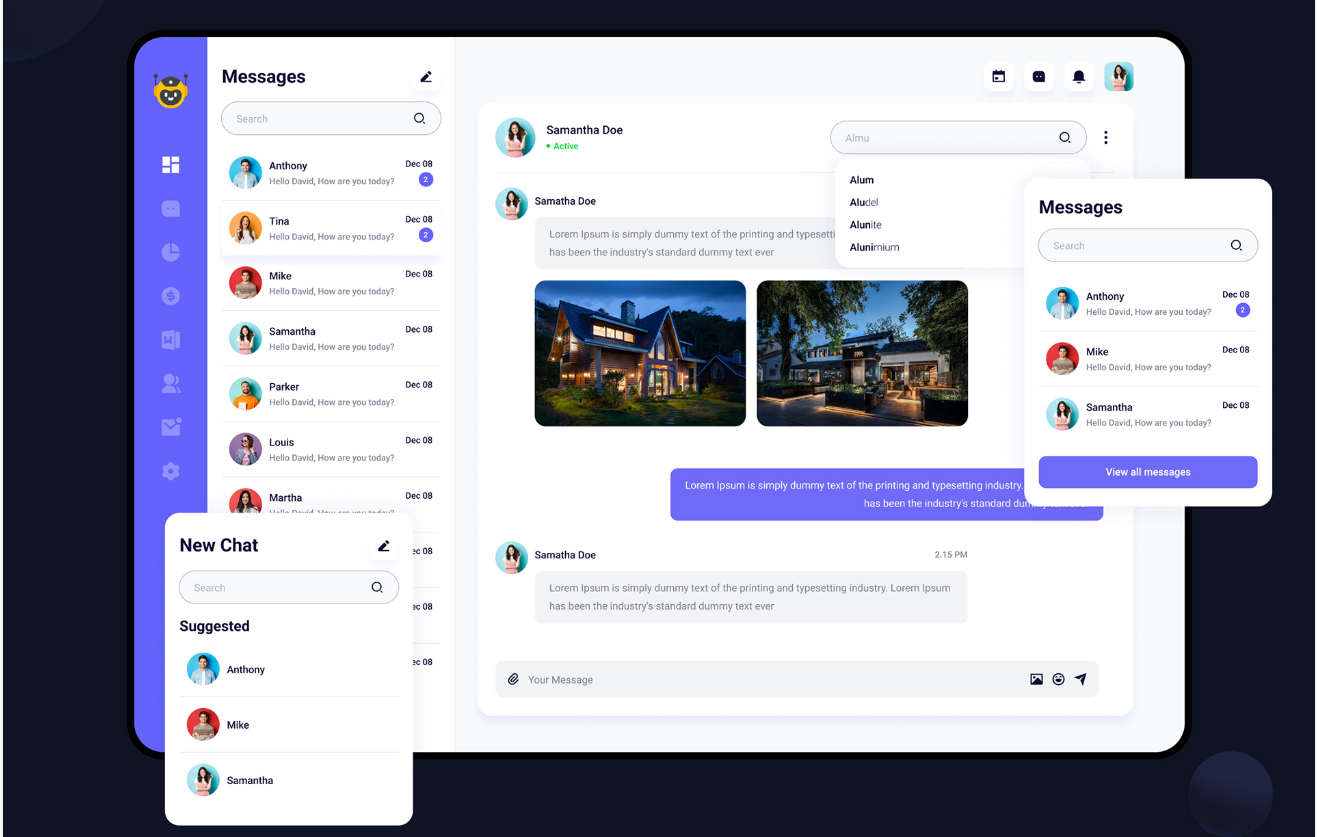 Messages
Search
Anthony
Dec 08
Hello David, How are you today?
2
Tina
Dec 08
Hello David, How are you today?
2
Mike
Dec 08
Hello David, How are you today?
Samantha
Dec 08
Hello David, How are you today?
Parker
Dec 08
Hello David, How are you today?
Louis
Dec 08
Hello David, How are you today?
Martha
Dec 08
Hello David, How are you today?
ec 08
ec 08
ec 08
New Chat
Search
Suggested
Anthony
Mike
Samantha
Samantha Doe
Active
Almu
Alum
Aludel
Alunite
Alunimium
Samatha Doe
Lorem Ipsum is simply dummy text of the printing and typesetti
has been the industry's standard dummy text ever
Lorem Ipsum is simply dummy text of the printing and typesetting industry.
has been the industry's standard dummy
Samatha Doe
2.15 PM
Lorem Ipsum is simply dummy text of the printing and typesetting industry. Lorem Ipsum
has been the industry's standard dummy text ever
Your Message
Messages
Search
Anthony
Dec 08
Hello David, How are you today?
2
Mike
Dec 08
Hello David, How are you today?
Samantha
Dec 08
Hello David, How are you today?
View all messages